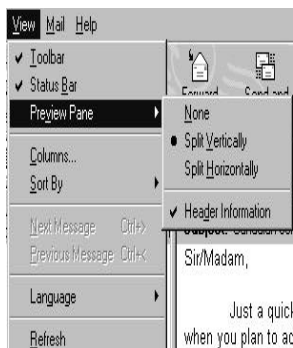 View Mail Help
Toolbar
Status Bar
Preview Pane
Columns...
Sort By
Next Message Ctrl+>
Previous Message Ctrl+<
Language
Refresh
Forward Send and
None
Split Vertically
Split Horizontally
Header Information
Subject:
Sir/Madam,
Just a quick
when you plan to ac